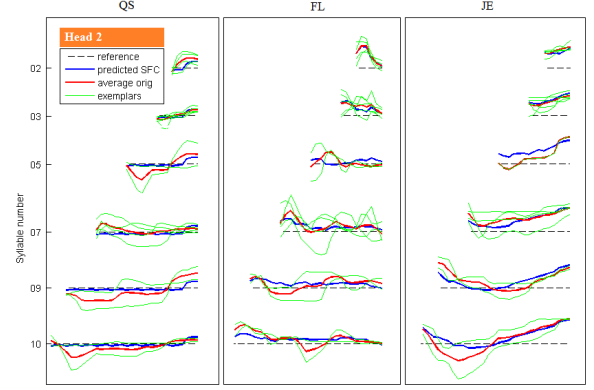 QS
FL
JE
Head 2
reference
predicted SFC
average orig
exemplars
Syllable number
02
03
05
07
09
10